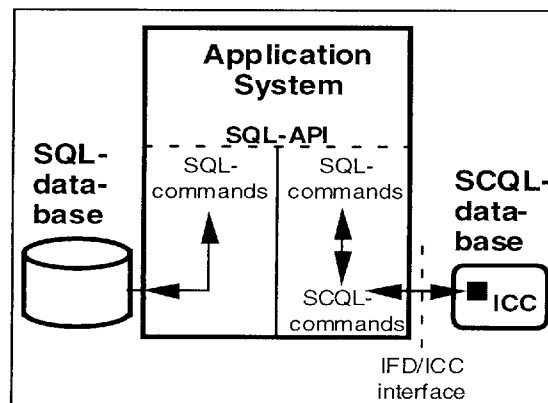 Application
System
SQL-API
SQL-
data-
base
SQL-
commands
SQL-
commands
SCQL-
commands
SCQL-
data-
base
ICC
IFD/ICC
interface